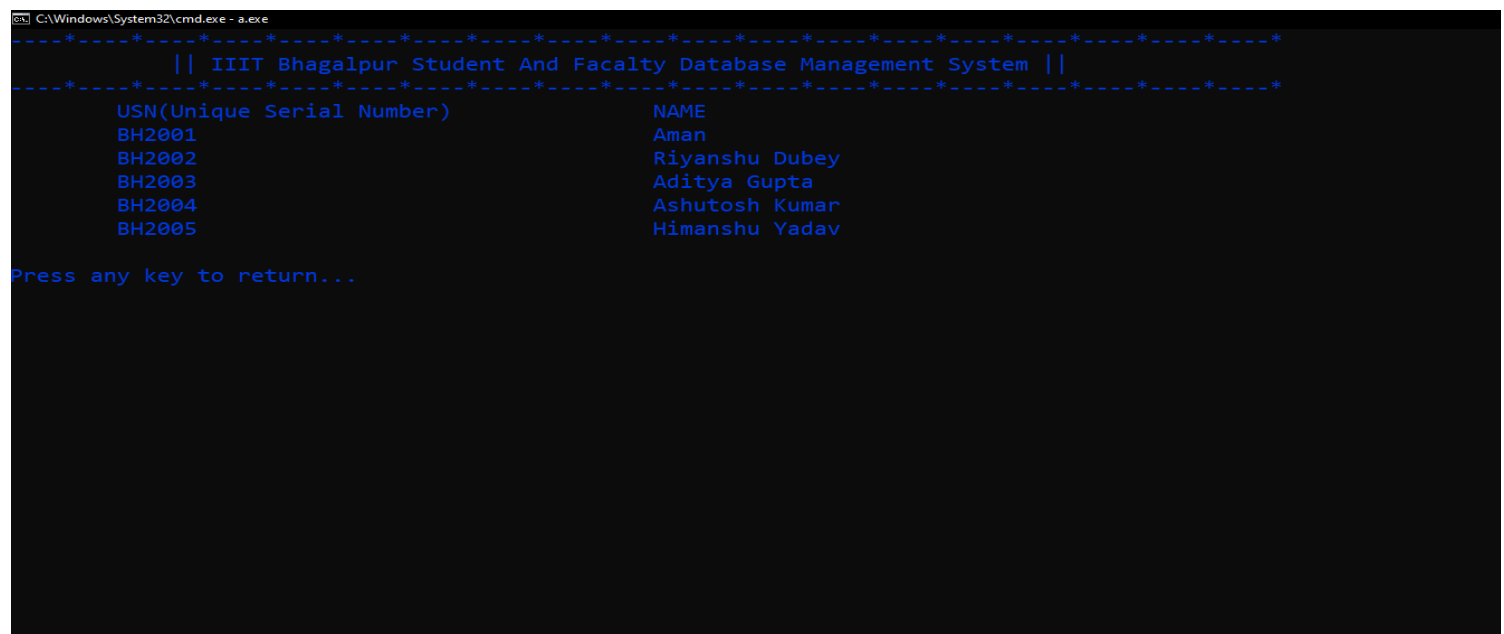 C:\Windows\System32\cmd.exe - a.exe
----*----*----*----*----*----*----*----*----*----*----*----*----*----*----*----*----*----*----*
|| IIIT Bhagalpur Student And Facalty Database Management System ||
----*----*----*----*----*----*----*----*----*----*----*----*----*----*----*----*----*----*----*
USN(Unique Serial Number) NAME
BH2001 Aman
BH2002 Riyanshu Dubey
BH2003 Aditya Gupta
BH2004 Ashutosh Kumar
BH2005 Himanshu Yadav
Press any key to return...